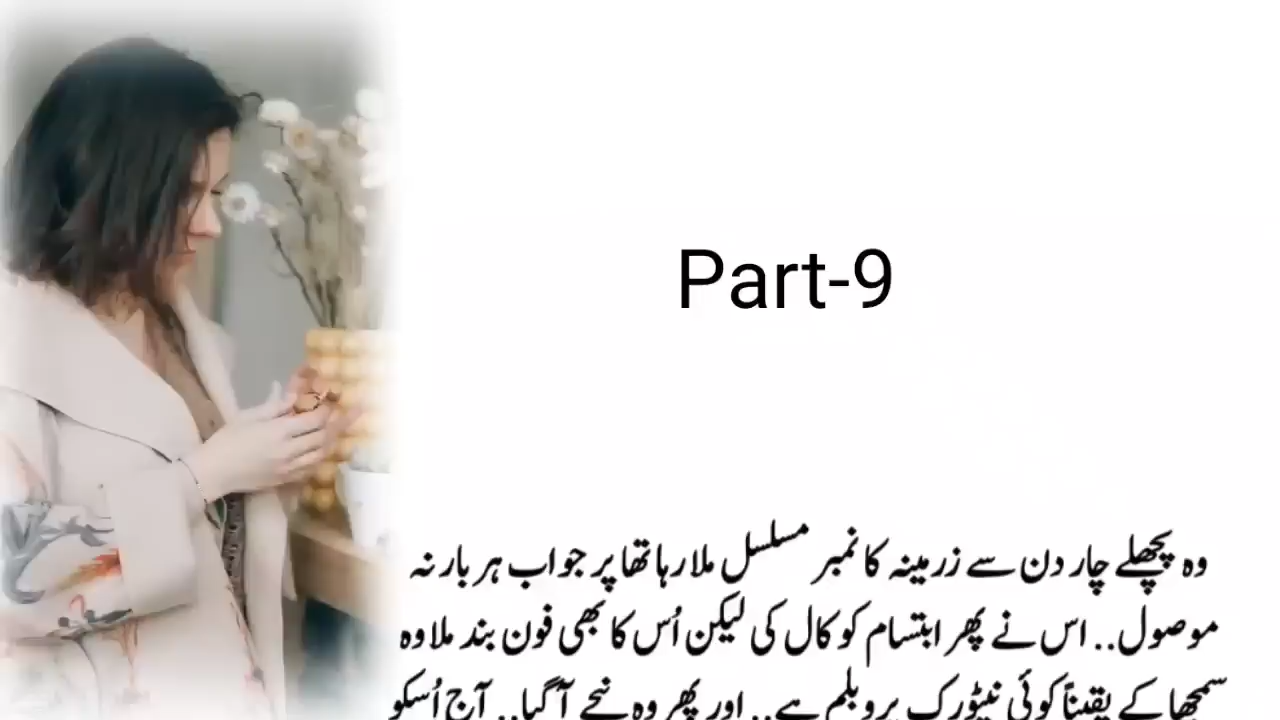 Part-9
وہ پچھلے چار دن سے زرمینہ کا نمبر مسلسل ملا رہا تھا پر جواب ہر بار نہ
موصول.. اس نے پھر ابتسام کو کال کی لیکن اُس کا بھی فون بند ملا وہ
سمجھا کے یقیناً کوئی نیٹورک پروبلم ہے.. اور پھر وہ نیچے آگیا.. آج اُسکو